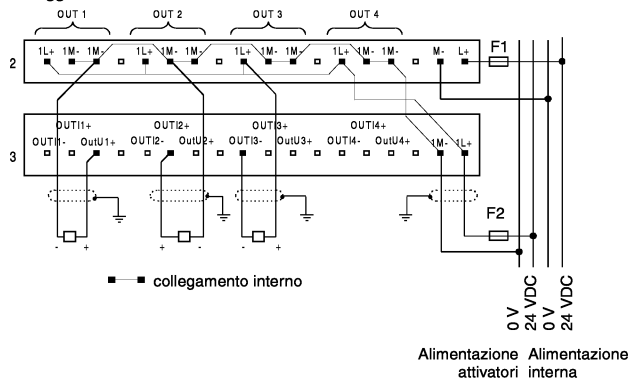 OUT 1 OUT 2 OUT 3 OUT 4
1L+ 1M- 1M- 1L+ 1M- 1M- 1L+ 1M- 1M- 1L+ 1M- 1M- M- L+ F1
2
OUTI1+ OUTI2+ OUTI3+ OUTI4+
OUTI1- OutU1+ OUTI2- OutU2+ OUTI3- OutU3+ OUTI4- OutU4+ 1M- 1L+
3
F2
- + + - - +
collegamento interno
0 V
24 VDC
0 V
24 VDC
Alimentazione Alimentazione
attivatori interna